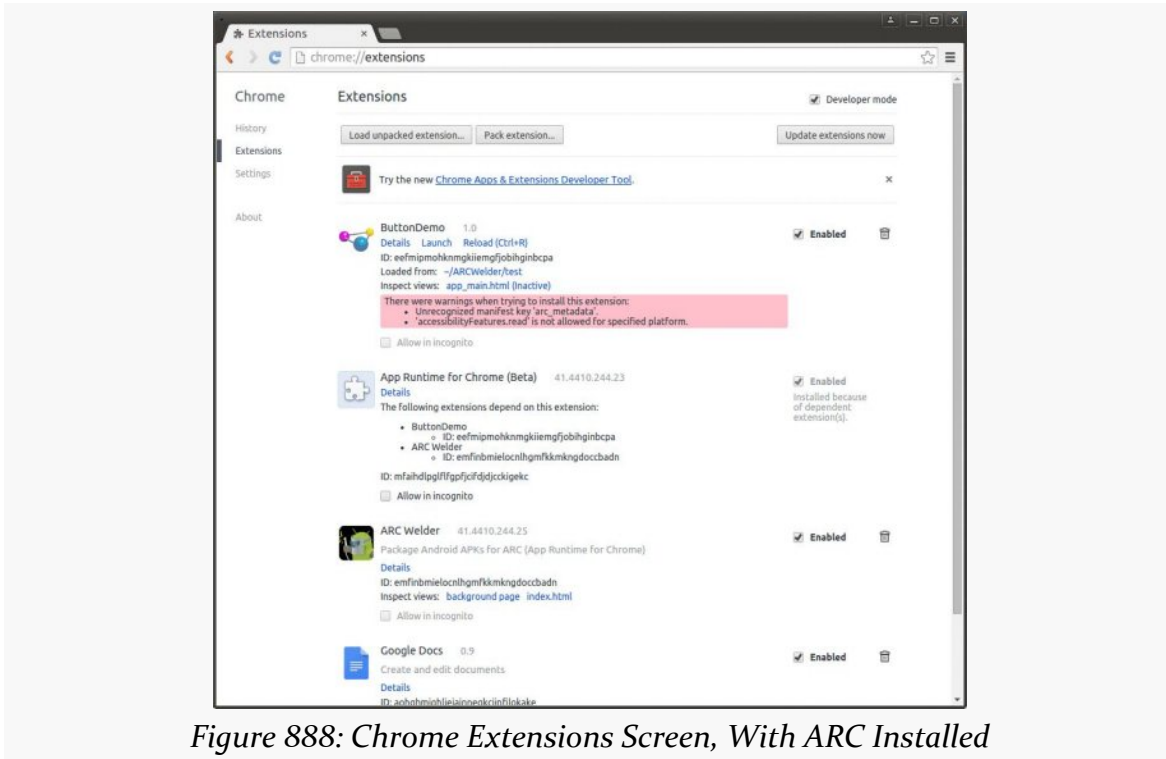 Extensions
chrome://extensions
Chrome
Extensions
Developer mode
History
Extensions
Settings
About
Load unpacked extension... Pack extension... Update extensions now
Try the new Chrome Apps & Extensions Developer Tool.
ButtonDemo 1.0
Details Launch Reload (Ctrl+R)
ID: eefmipmohknmgkiiemgfjobihginbcpa
Loaded from: ~/ARCWelder/test
Inspect views: app_main.html (Inactive)
There were warnings when trying to install this extension:
Unrecognized manifest key 'arc_metadata'.
'accessibilityFeatures.read' is not allowed for specified platform.
Allow in incognito
Enabled
App Runtime for Chrome (Beta) 41.4410.244.23
Details
The following extensions depend on this extension:
ButtonDemo
ID: eefmipmohknmgkiiemgfjobihginbcpa
ARC Welder
ID: emfinbmielocnlhgmfkkmkngdoccbadn
ID: mfaihdlpglflfgpfjcifdjdjcckigekc
Allow in incognito
Enabled
Installed because
of dependent
extension(s).
ARC Welder 41.4410.244.25
Package Android APKs for ARC (App Runtime for Chrome)
Details
ID: emfinbmielocnlhgmfkkmkngdoccbadn
Inspect views: background page index.html
Allow in incognito
Enabled
Google Docs 0.9
Create and edit documents
Details
ID:
Enabled
Figure 888: Chrome Extensions Screen, With ARC Installed